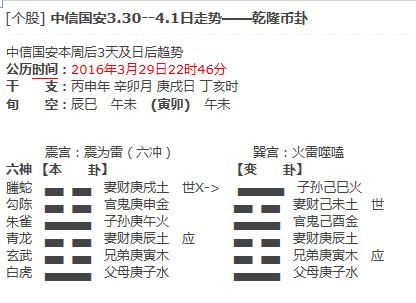 [个股] 中信国安3.30--4.1日走势——乾隆币卦
中信国安本周后3天及日后趋势
公历时间：2016年3月29日22时46分
干　　支：丙申年 辛卯月 庚戌日 丁亥时
旬　　空：辰巳　午未　(寅卯)　午未
震宫：震为雷（六冲）　　巽宫：火雷噬嗑
六神【本　　卦】　　【变　　卦】
螣蛇　妻财庚戌土　世X->　子孙己巳火
勾陈　官鬼庚申金　妻财己未土　世
朱雀　子孙庚午火　官鬼己酉金
青龙　妻财庚辰土　应　妻财庚辰土
玄武　兄弟庚寅木　兄弟庚寅木　应
白虎　父母庚子水　父母庚子水